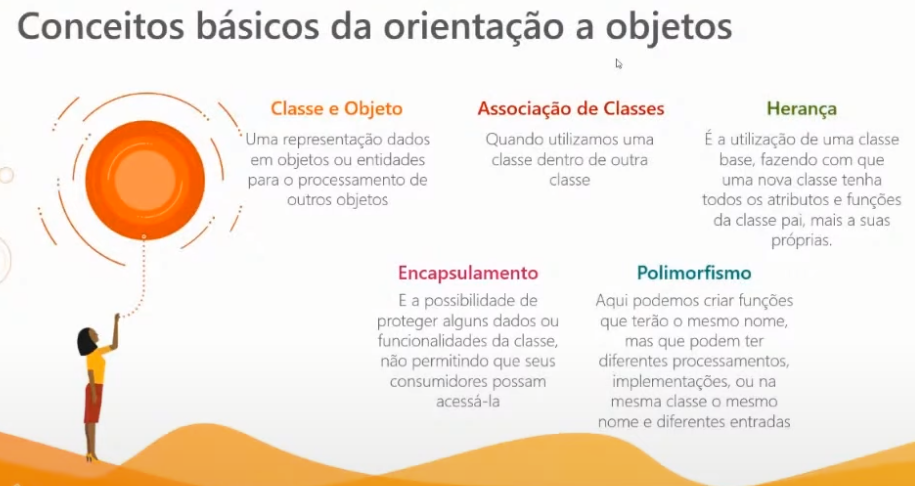 Conceitos básicos da orientação a objetos
Classe e Objeto
Uma representação dados
em objetos ou entidades
para o processamento de
outros objetos
Associação de Classes
Quando utilizamos uma
classe dentro de outra
classe
Herança
É a utilização de uma classe
base, fazendo com que
uma nova classe tenha
todos os atributos e funções
da classe pai, mais a suas
próprias.
Encapsulamento
E a possibilidade de
proteger alguns dados ou
funcionalidades da classe,
não permitindo que seus
consumidores possam
acessá-la
Polimorfismo
Aqui podemos criar funções
que terão o mesmo nome,
mas que podem ter
diferentes processamentos,
implementações, ou na
mesma classe o mesmo
nome e diferentes entradas